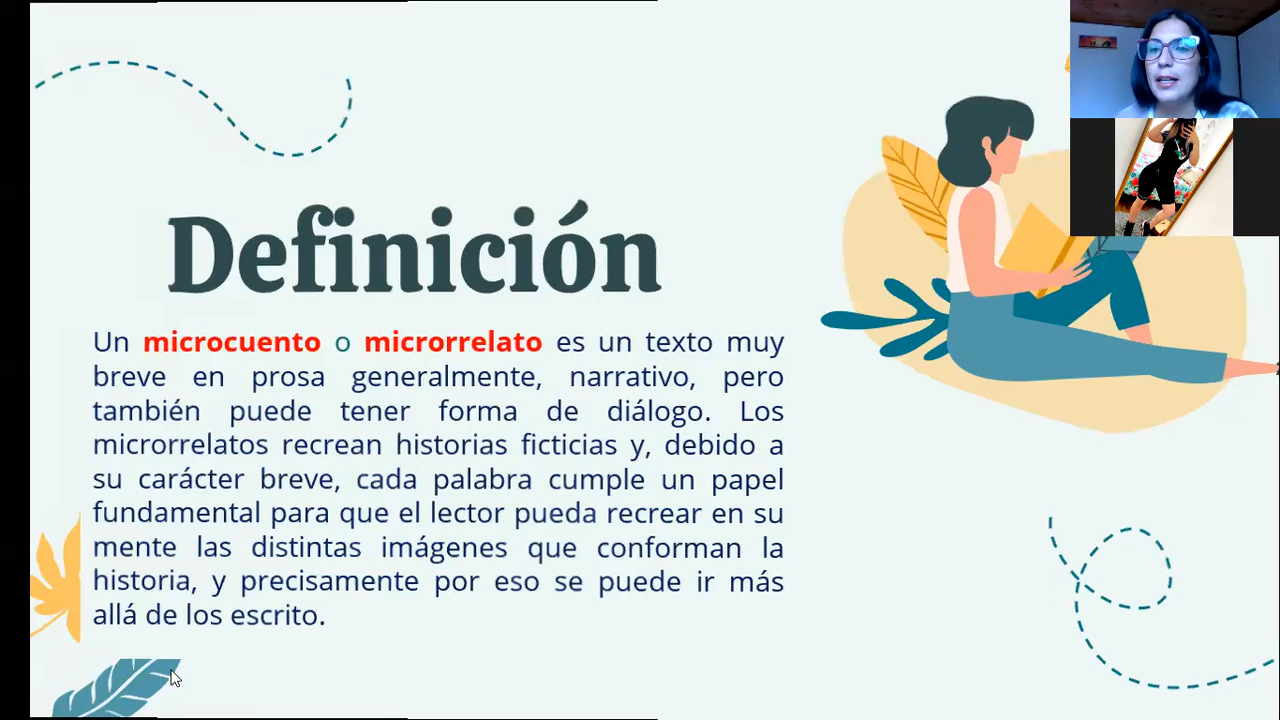 Definición
Un microcuento o microrrelato es un texto muy
breve en prosa generalmente, narrativo, pero
también puede tener forma de diálogo. Los
microrrelatos recrean historias ficticias y, debido a
su carácter breve, cada palabra cumple un papel
fundamental para que el lector pueda recrear en su
mente las distintas imágenes que conforman la
historia, y precisamente por eso se puede ir más
allá de los escrito.